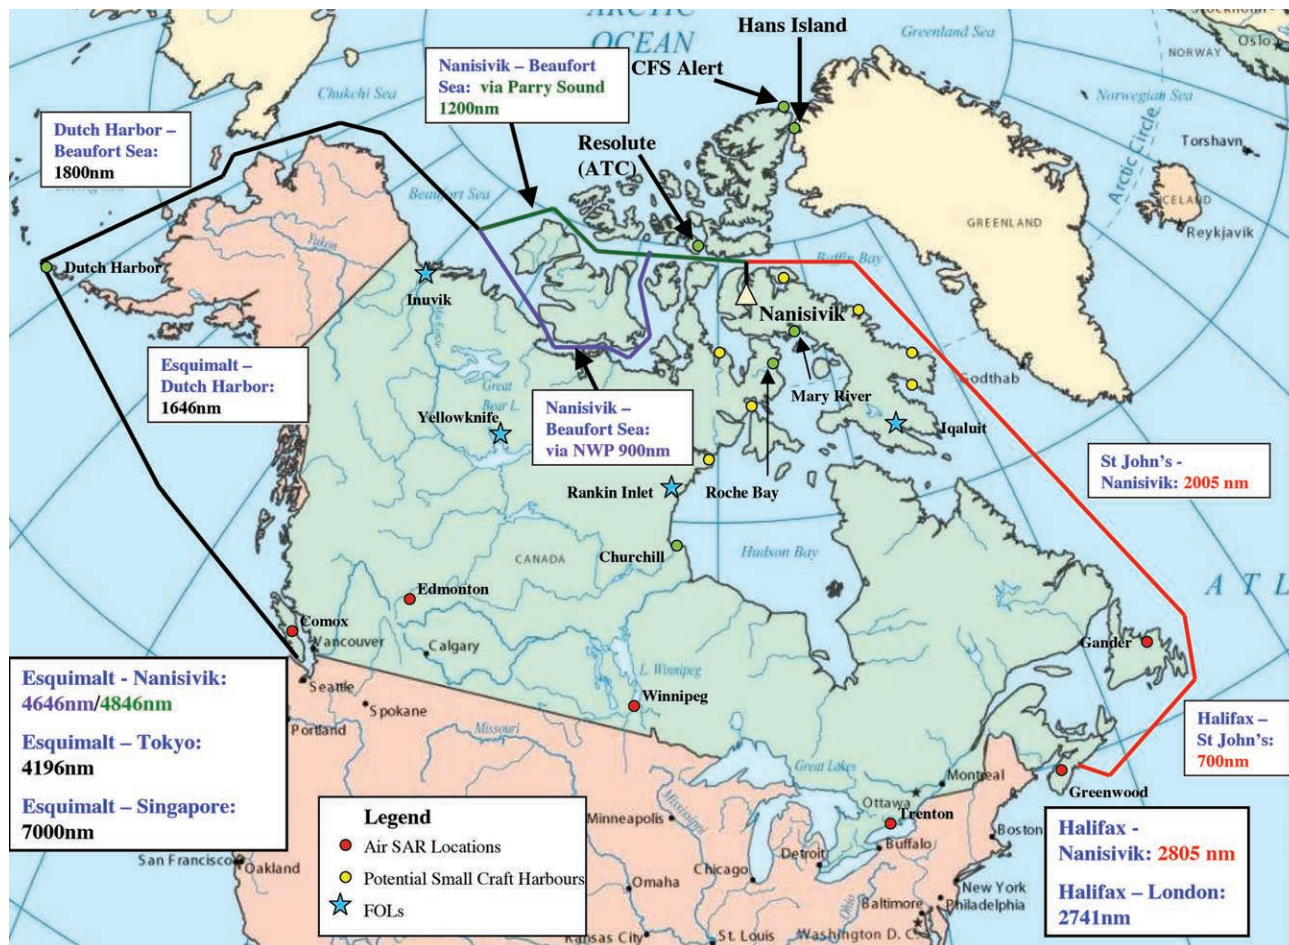 ARCTIC
OCEAN
Hans Island
CFS Alert
Greenland Sea
NORWAY
Oslo
Stockholm
Norwegian Sea
Torshavn
Arctic Circle
ICELAND
Reykjavik
Chukchi Sea
Nanisivik – Beaufort
Sea: via Parry Sound
1200nm
Dutch Harbor –
Beaufort Sea:
1800nm
Resolute
(ATC)
Beaufort Sea
GREENLAND
Baffin Bay
Yukon
Dutch Harbor
Inuvik
Mackenzie
Nanisivik
Mary River
Godthab
Iqaluit
Esquimalt –
Dutch Harbor:
1646nm
Great
Bear L.
Yellowknife
Nanisivik –
Beaufort Sea:
via NWP 900nm
Rankin Inlet
Roche Bay
St John's -
Nanisivik: 2005 nm
Churchill
CANADA
Hudson Bay
A T L
Edmonton
Comox
Vancouver
Calgary
Gander
L. Winnipeg
Winnipeg
Seattle
Spokane
Portland
Missouri
Esquimalt - Nanisivik:
4646nm/4846nm
Esquimalt – Tokyo:
4196nm
Esquimalt – Singapore:
7000nm
Halifax –
St John's:
700nm
Great Lakes
Montreal
Ottawa
Greenwood
Trenton
Legend
Air SAR Locations
Potential Small Craft Harbours
FOLs
Minneapolis
Mississippi
Boston
Buffalo
Detroit
Chicago
San Francisco
Oakland
Omaha
New York
Philadelphia
Baltimore
Ohio
Kansas City
St. Louis
Washington D. C.
Halifax -
Nanisivik: 2805 nm
Halifax – London:
2741nm